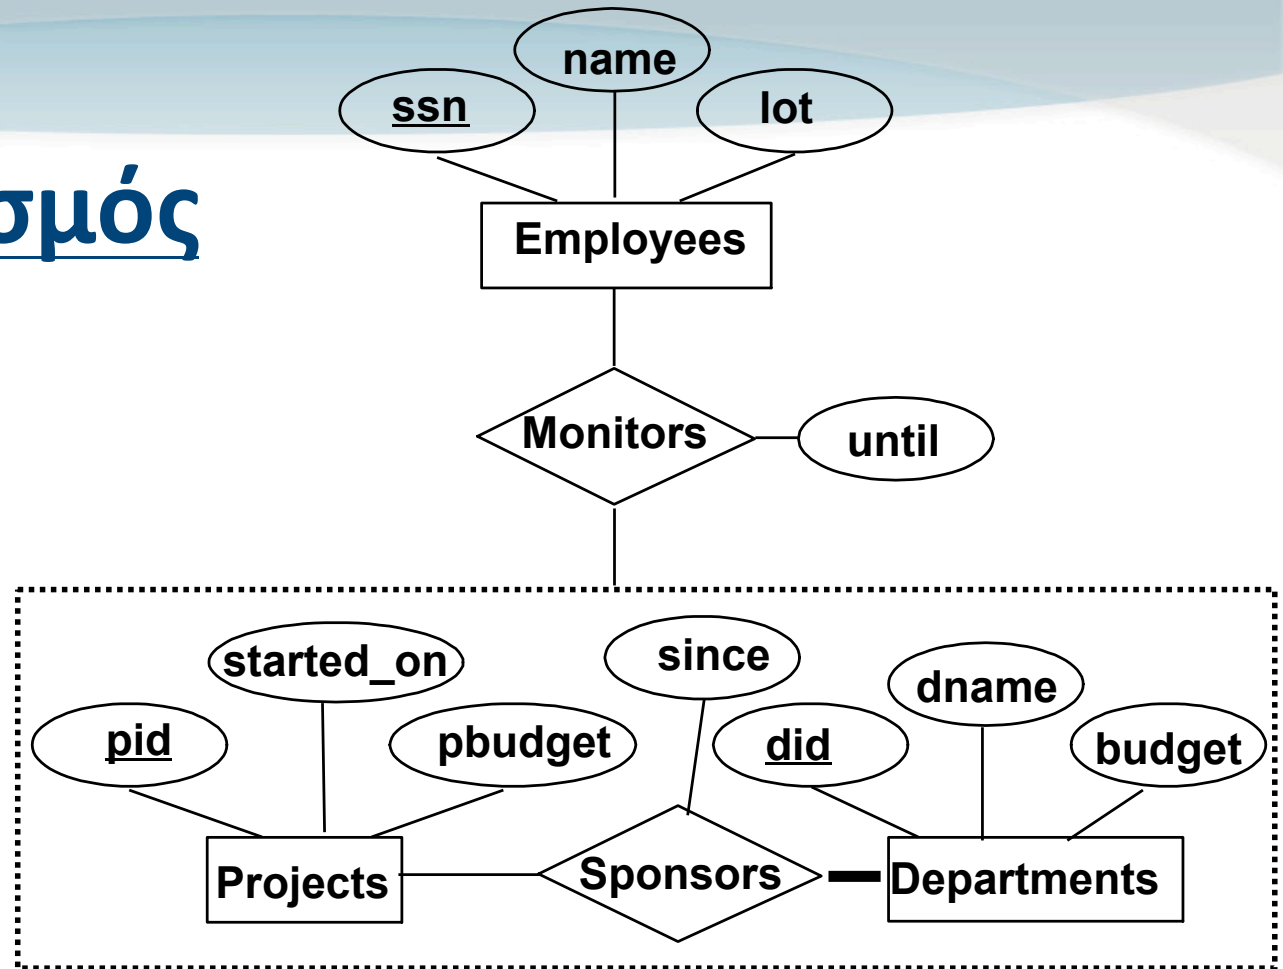 name
ssn
lot
σμός
Employees
Monitors
until
started_on
since
dname
pid
pbudget
did
budget
Projects
Sponsors
Departments